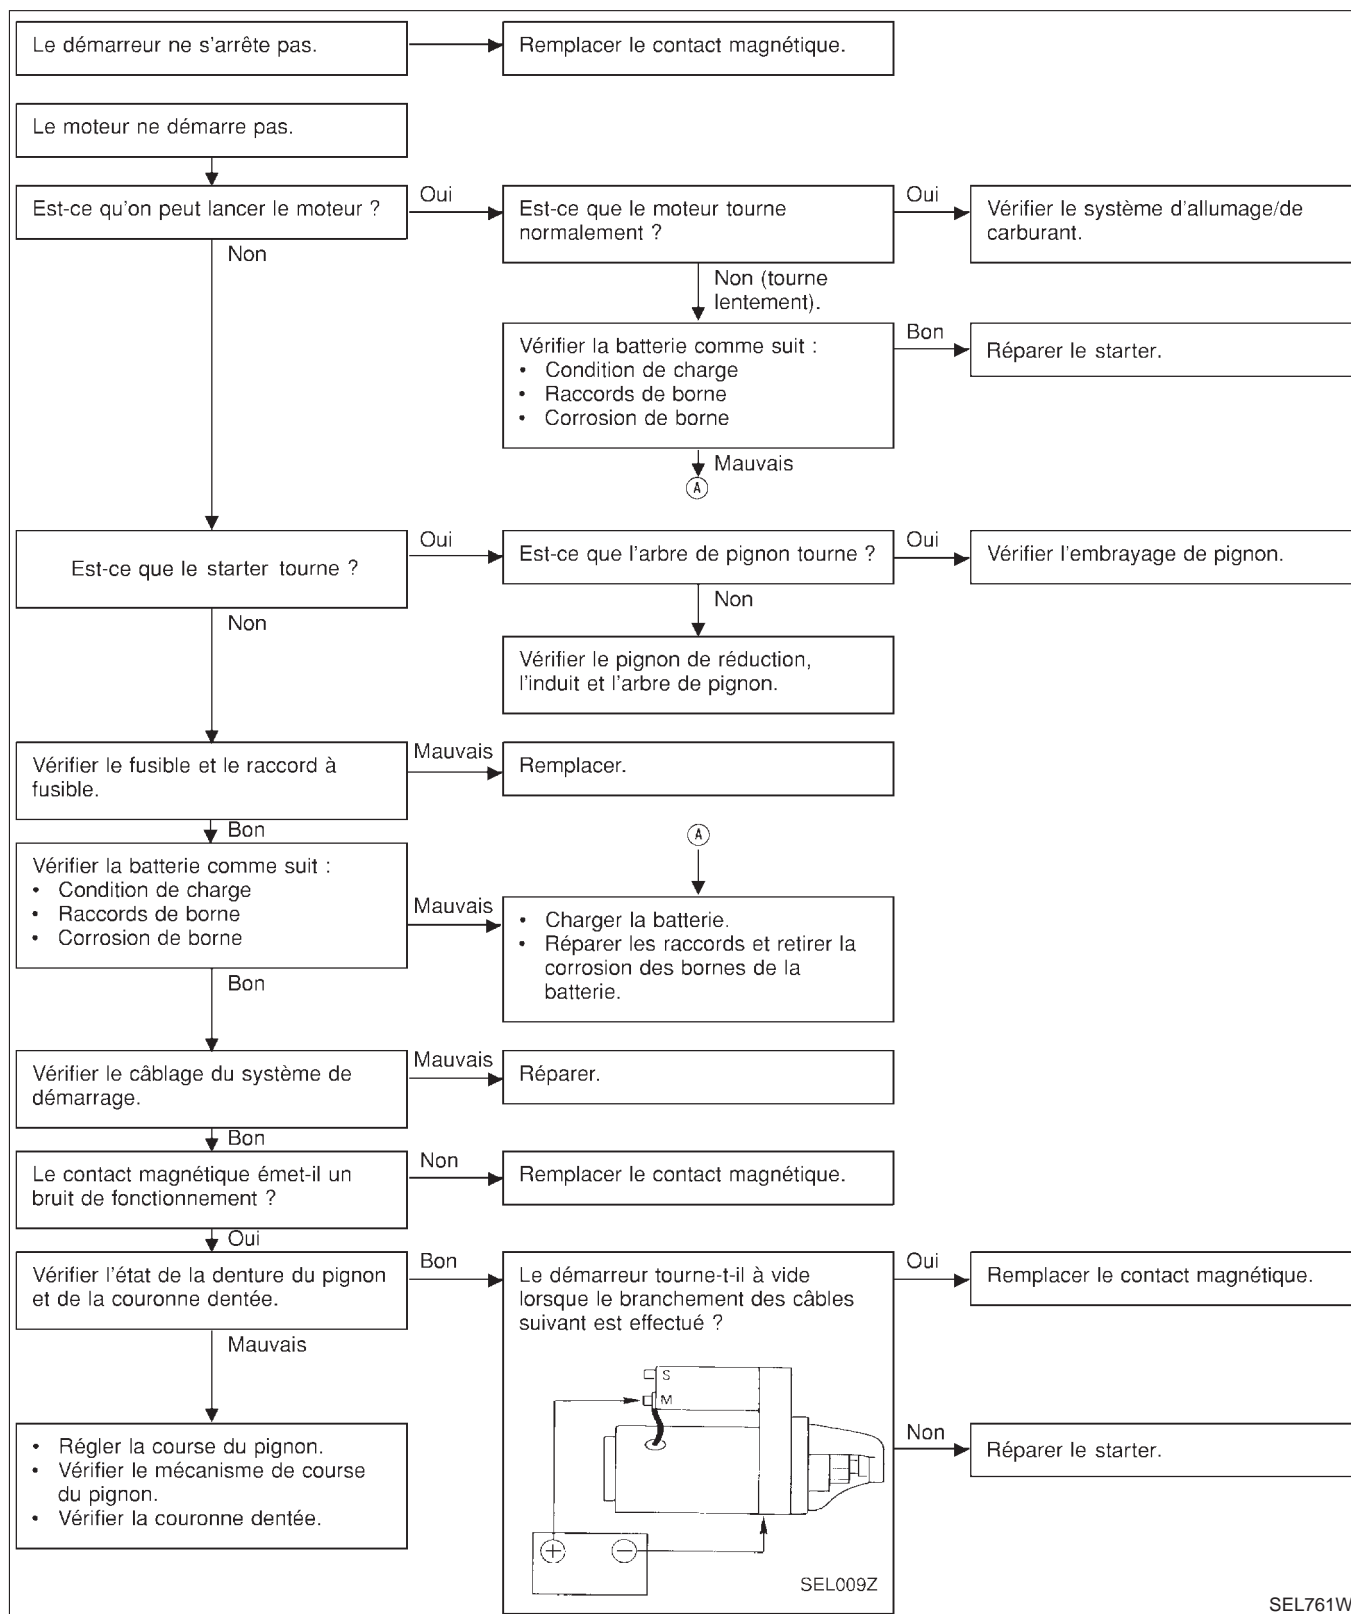 Le démarreur ne s'arrête pas.
Remplacer le contact magnétique.
Le moteur ne démarre pas.
Est-ce qu'on peut lancer le moteur ?
Oui
Est-ce que le moteur tourne
normalement ?
Oui
Vérifier le système d'allumage/de
carburant.
Non
Non (tourne
lentement).
Vérifier la batterie comme suit :
• Condition de charge
• Raccords de borne
• Corrosion de borne
Bon
Réparer le starter.
Mauvais
A
Est-ce que le starter tourne ?
Oui
Est-ce que l'arbre de pignon tourne ?
Oui
Vérifier l'embrayage de pignon.
Non
Non
Vérifier le pignon de réduction,
l'induit et l'arbre de pignon.
Vérifier le fusible et le raccord à
fusible.
Mauvais
Remplacer.
Bon
A
Vérifier la batterie comme suit :
• Condition de charge
• Raccords de borne
• Corrosion de borne
Mauvais
• Charger la batterie.
• Réparer les raccords et retirer la
corrosion des bornes de la
batterie.
Bon
Vérifier le câblage du système de
démarrage.
Mauvais
Réparer.
Bon
Le contact magnétique émet-il un
bruit de fonctionnement ?
Non
Remplacer le contact magnétique.
Oui
Vérifier l'état de la denture du pignon
et de la couronne dentée.
Bon
Le démarreur tourne-t-il à vide
lorsque le branchement des câbles
suivant est effectué ?
Oui
Remplacer le contact magnétique.
Mauvais
S
M
Non
Réparer le starter.
• Régler la course du pignon.
• Vérifier le mécanisme de course
du pignon.
• Vérifier la couronne dentée.
+ −
SEL009Z
SEL761W